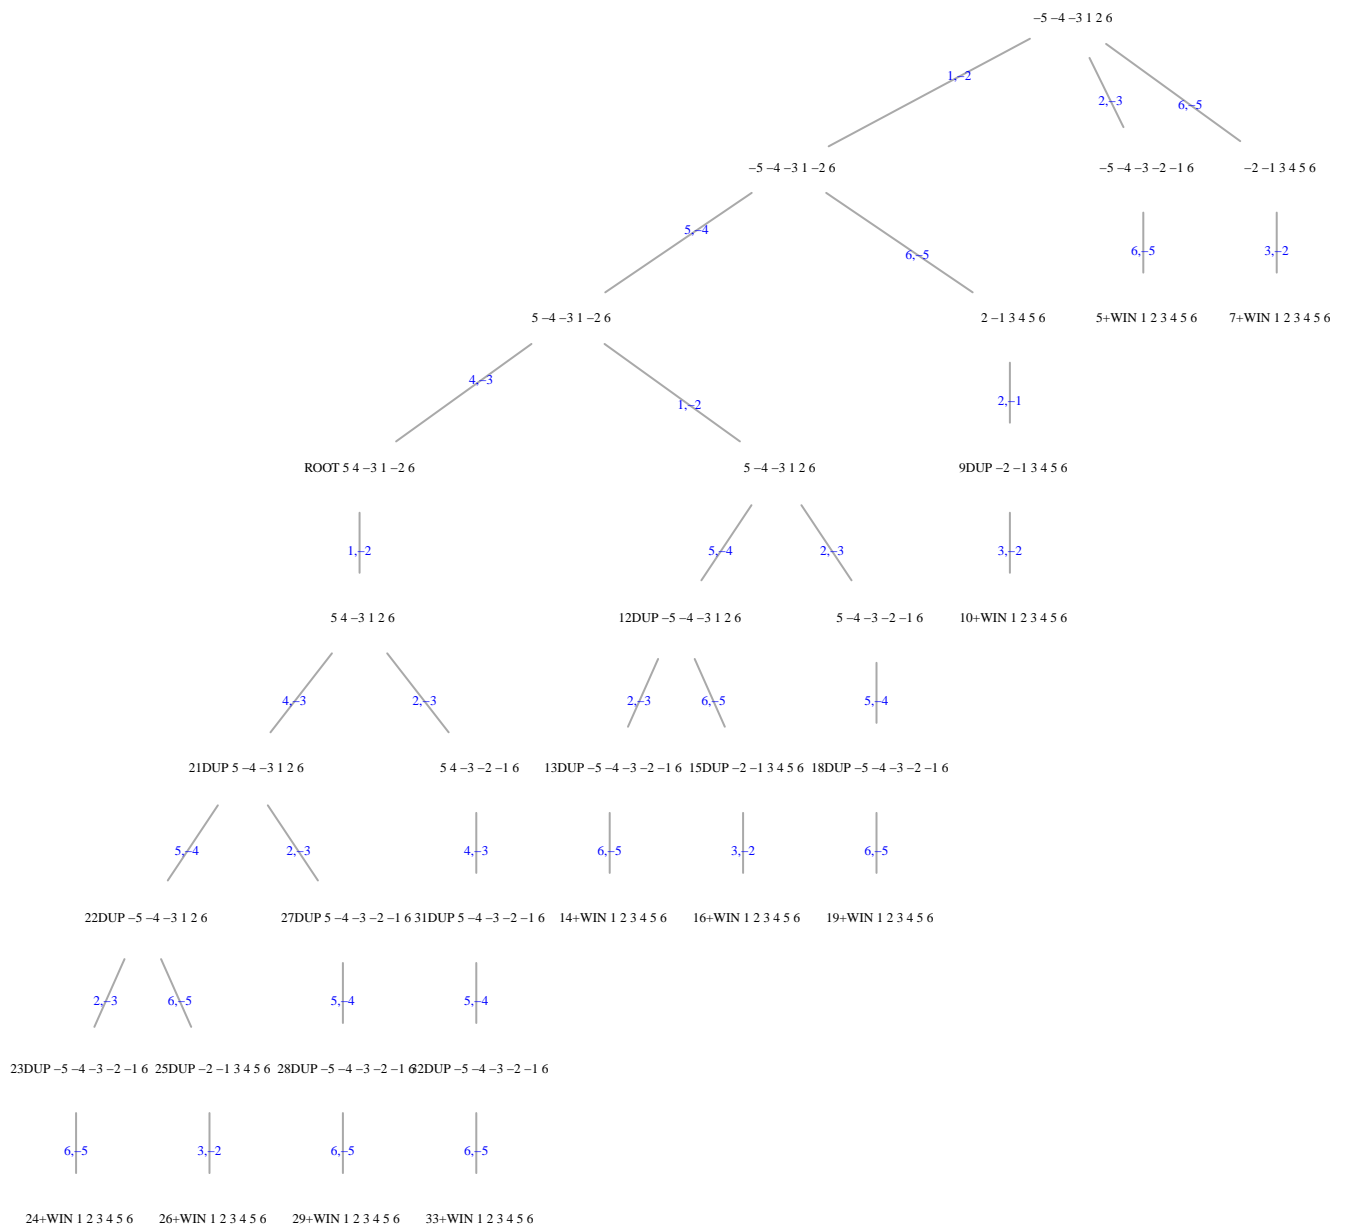 −5 −4 −3 1 2 6
1,−2
2,−3
6,−5
−5 −4 −3 1 −2 6
−5 −4 −3 −2 −1 6
−2 −1 3 4 5 6
5,−4
6,−5
6,−5
3,−2
5 −4 −3 1 −2 6
2 −1 3 4 5 6
5+WIN 1 2 3 4 5 6
7+WIN 1 2 3 4 5 6
4,−3
1,−2
2,−1
ROOT 5 4 −3 1 −2 6
5 −4 −3 1 2 6
9DUP −2 −1 3 4 5 6
1,−2
5,−4
2,−3
3,−2
5 4 −3 1 2 6
12DUP −5 −4 −3 1 2 6
5 −4 −3 −2 −1 6
10+WIN 1 2 3 4 5 6
4,−3
2,−3
2,−3
6,−5
5,−4
21DUP 5 −4 −3 1 2 6
5 4 −3 −2 −1 6
13DUP −5 −4 −3 −2 −1 6
15DUP −2 −1 3 4 5 6
18DUP −5 −4 −3 −2 −1 6
5,−4
2,−3
4,−3
6,−5
3,−2
6,−5
22DUP −5 −4 −3 1 2 6
27DUP 5 −4 −3 −2 −1 6
31DUP 5 −4 −3 −2 −1 6
14+WIN 1 2 3 4 5 6
16+WIN 1 2 3 4 5 6
19+WIN 1 2 3 4 5 6
2,−3
6,−5
5,−4
5,−4
23DUP −5 −4 −3 −2 −1 6
25DUP −2 −1 3 4 5 6
28DUP −5 −4 −3 −2 −1 6
32DUP −5 −4 −3 −2 −1 6
6,−5
3,−2
6,−5
6,−5
24+WIN 1 2 3 4 5 6
26+WIN 1 2 3 4 5 6
29+WIN 1 2 3 4 5 6
33+WIN 1 2 3 4 5 6